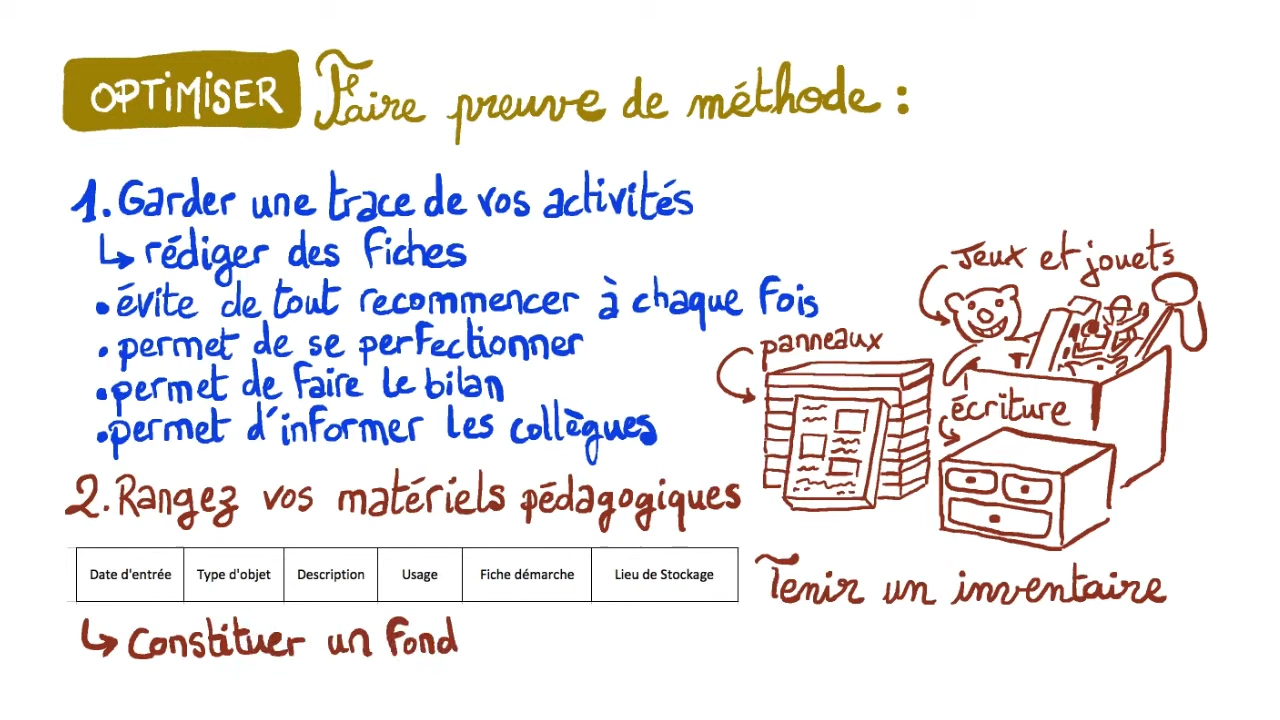 OPTiMiSER Faire preuve de méthode :
1. Garder une trace de vos activités
↳ rédiger des fiches
• évite de tout recommencer à chaque fois
• permet de se perfectionner
• permet de faire le bilan
• permet d'informer les collègues
Jeux et jouets
panneaux
écriture
2. Rangez vos matériels pédagogiques
Date d'entrée Type d'objet Description Usage Fiche démarche Lieu de Stockage
Tenir un inventaire
↳ Constituer un fond